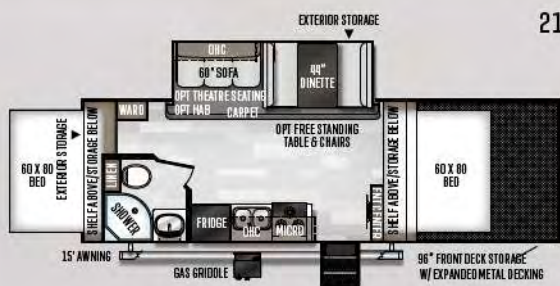 EXTERIOR STORAGE
21
OHC
60" SOFA
44"
DINETTE
OPT THEATRE SEATING
OPT HAB
CARPET
OPT FREE STANDING
TABLE & CHAIRS
WARD
60 X 80
BED
EXTERIOR STORAGE
SHELF ABOVE/STORAGE BELOW
LINEN
SHOWER
FRIDGE
OHC
MICRO
SHELF ABOVE/STORAGE BELOW
60 X 80
BED
15' AWNING
GAS GRIDDLE
96" FRONT DECK STORAGE
W/ EXPANDED METAL DECKING